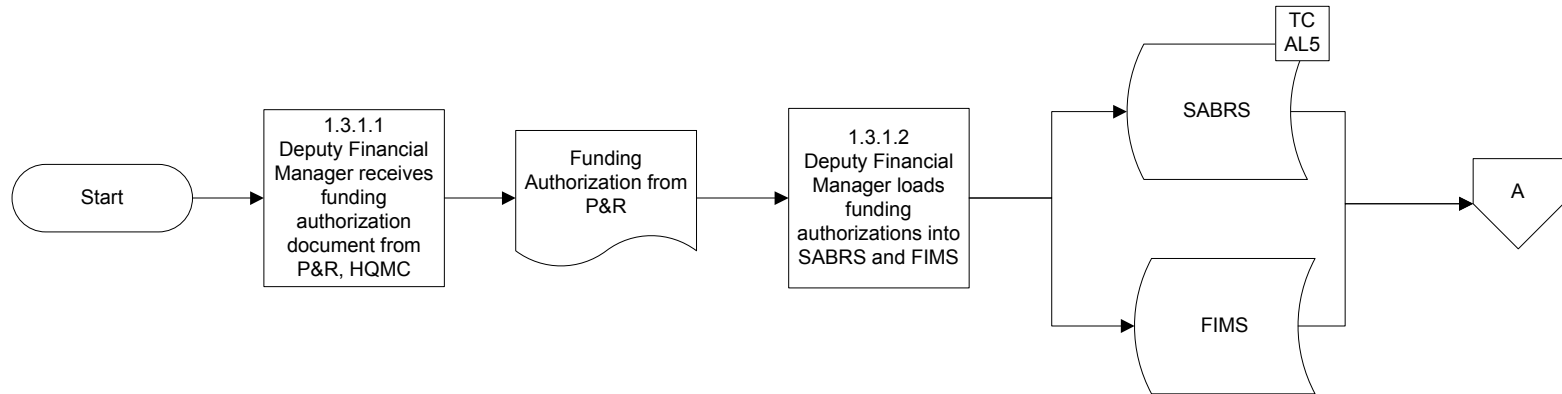 Start
1.3.1.1
Deputy Financial
Manager receives
funding
authorization
document from
P&R, HQMC
Funding
Authorization from
P&R
1.3.1.2
Deputy Financial
Manager loads
funding
authorizations into
SABRS and FIMS
TC
AL5
SABRS
FIMS
A